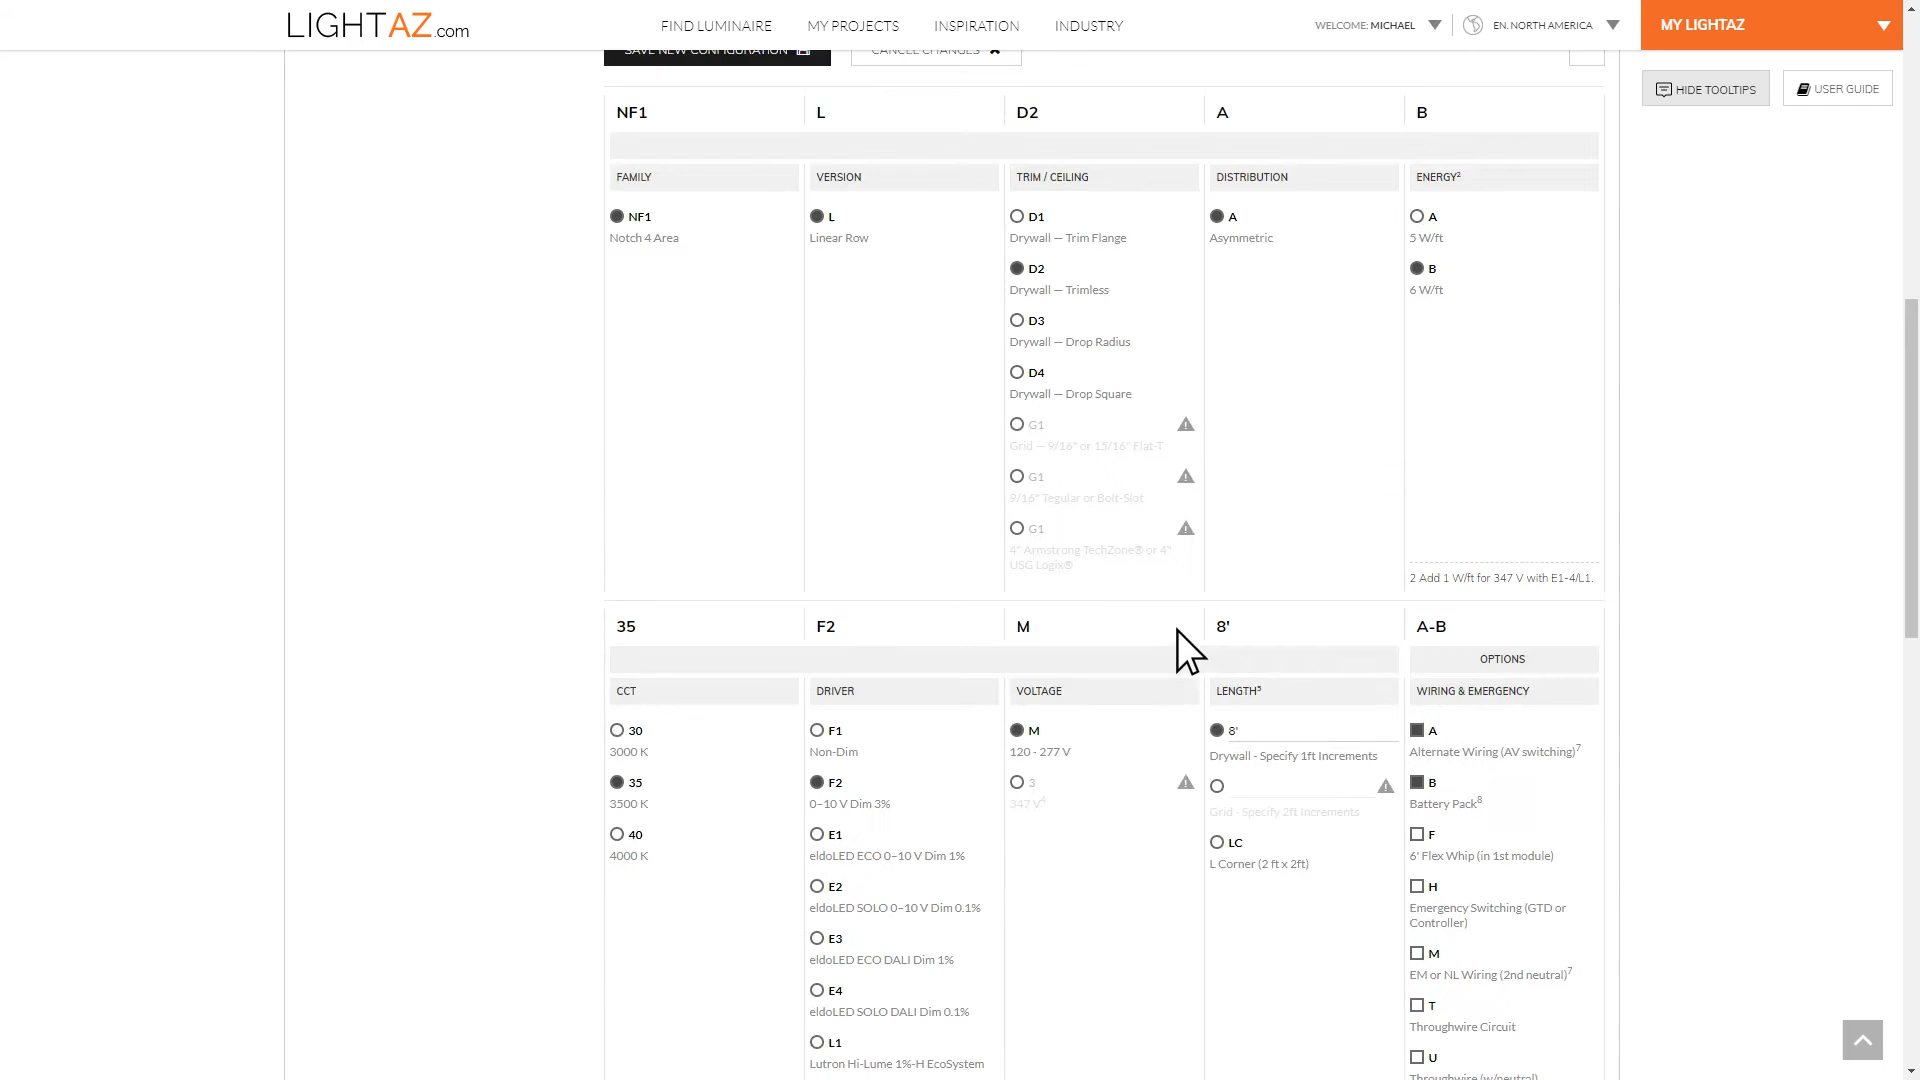 LIGHTAZ.com
FIND LUMINAIRE MY PROJECTS INSPIRATION INDUSTRY
WELCOME: MICHAEL EN. NORTH AMERICA MY LIGHTAZ
SAVE NEW CONFIGURATION CANCEL CHANGES
HIDE TOOLTIPS USER GUIDE
NF1 L D2 A B
FAMILY VERSION TRIM / CEILING DISTRIBUTION ENERGY²
NF1 L D1 A A
Notch 4 Area Linear Row Drywall — Trim Flange Asymmetric 5 W/ft
D2 B
Drywall — Trimless 6 W/ft
D3
Drywall — Drop Radius
D4
Drywall — Drop Square
G1
Grid — 9/16" or 15/16" Flat-T
G1
9/16" Tegular or Bolt-Slot
G1
4" Armstrong TechZone® or 4"
USG Logix®
2 Add 1 W/ft for 347 V with E1-4/L1.
35 F2 M 8' A-B
OPTIONS
CCT DRIVER VOLTAGE LENGTH⁵ WIRING & EMERGENCY
30 F1 M 8' A
3000 K Non-Dim 120 - 277 V Drywall - Specify 1ft Increments Alternate Wiring (AV switching)⁷
35 F2 3 B
3500 K 0–10 V Dim 3% 347 V⁴ Grid - Specify 2ft Increments Battery Pack⁸
40 E1 LC F
4000 K eldoLED ECO 0–10 V Dim 1% L Corner (2 ft x 2ft) 6' Flex Whip (in 1st module)
E2 H
eldoLED SOLO 0–10 V Dim 0.1% Emergency Switching (GTD or
Controller)
E3 M
eldoLED ECO DALI Dim 1% EM or NL Wiring (2nd neutral)⁷
E4 T
eldoLED SOLO DALI Dim 0.1% Throughwire Circuit
L1 U
Lutron Hi-Lume 1%-H EcoSystem Throughwire (w/neutral)